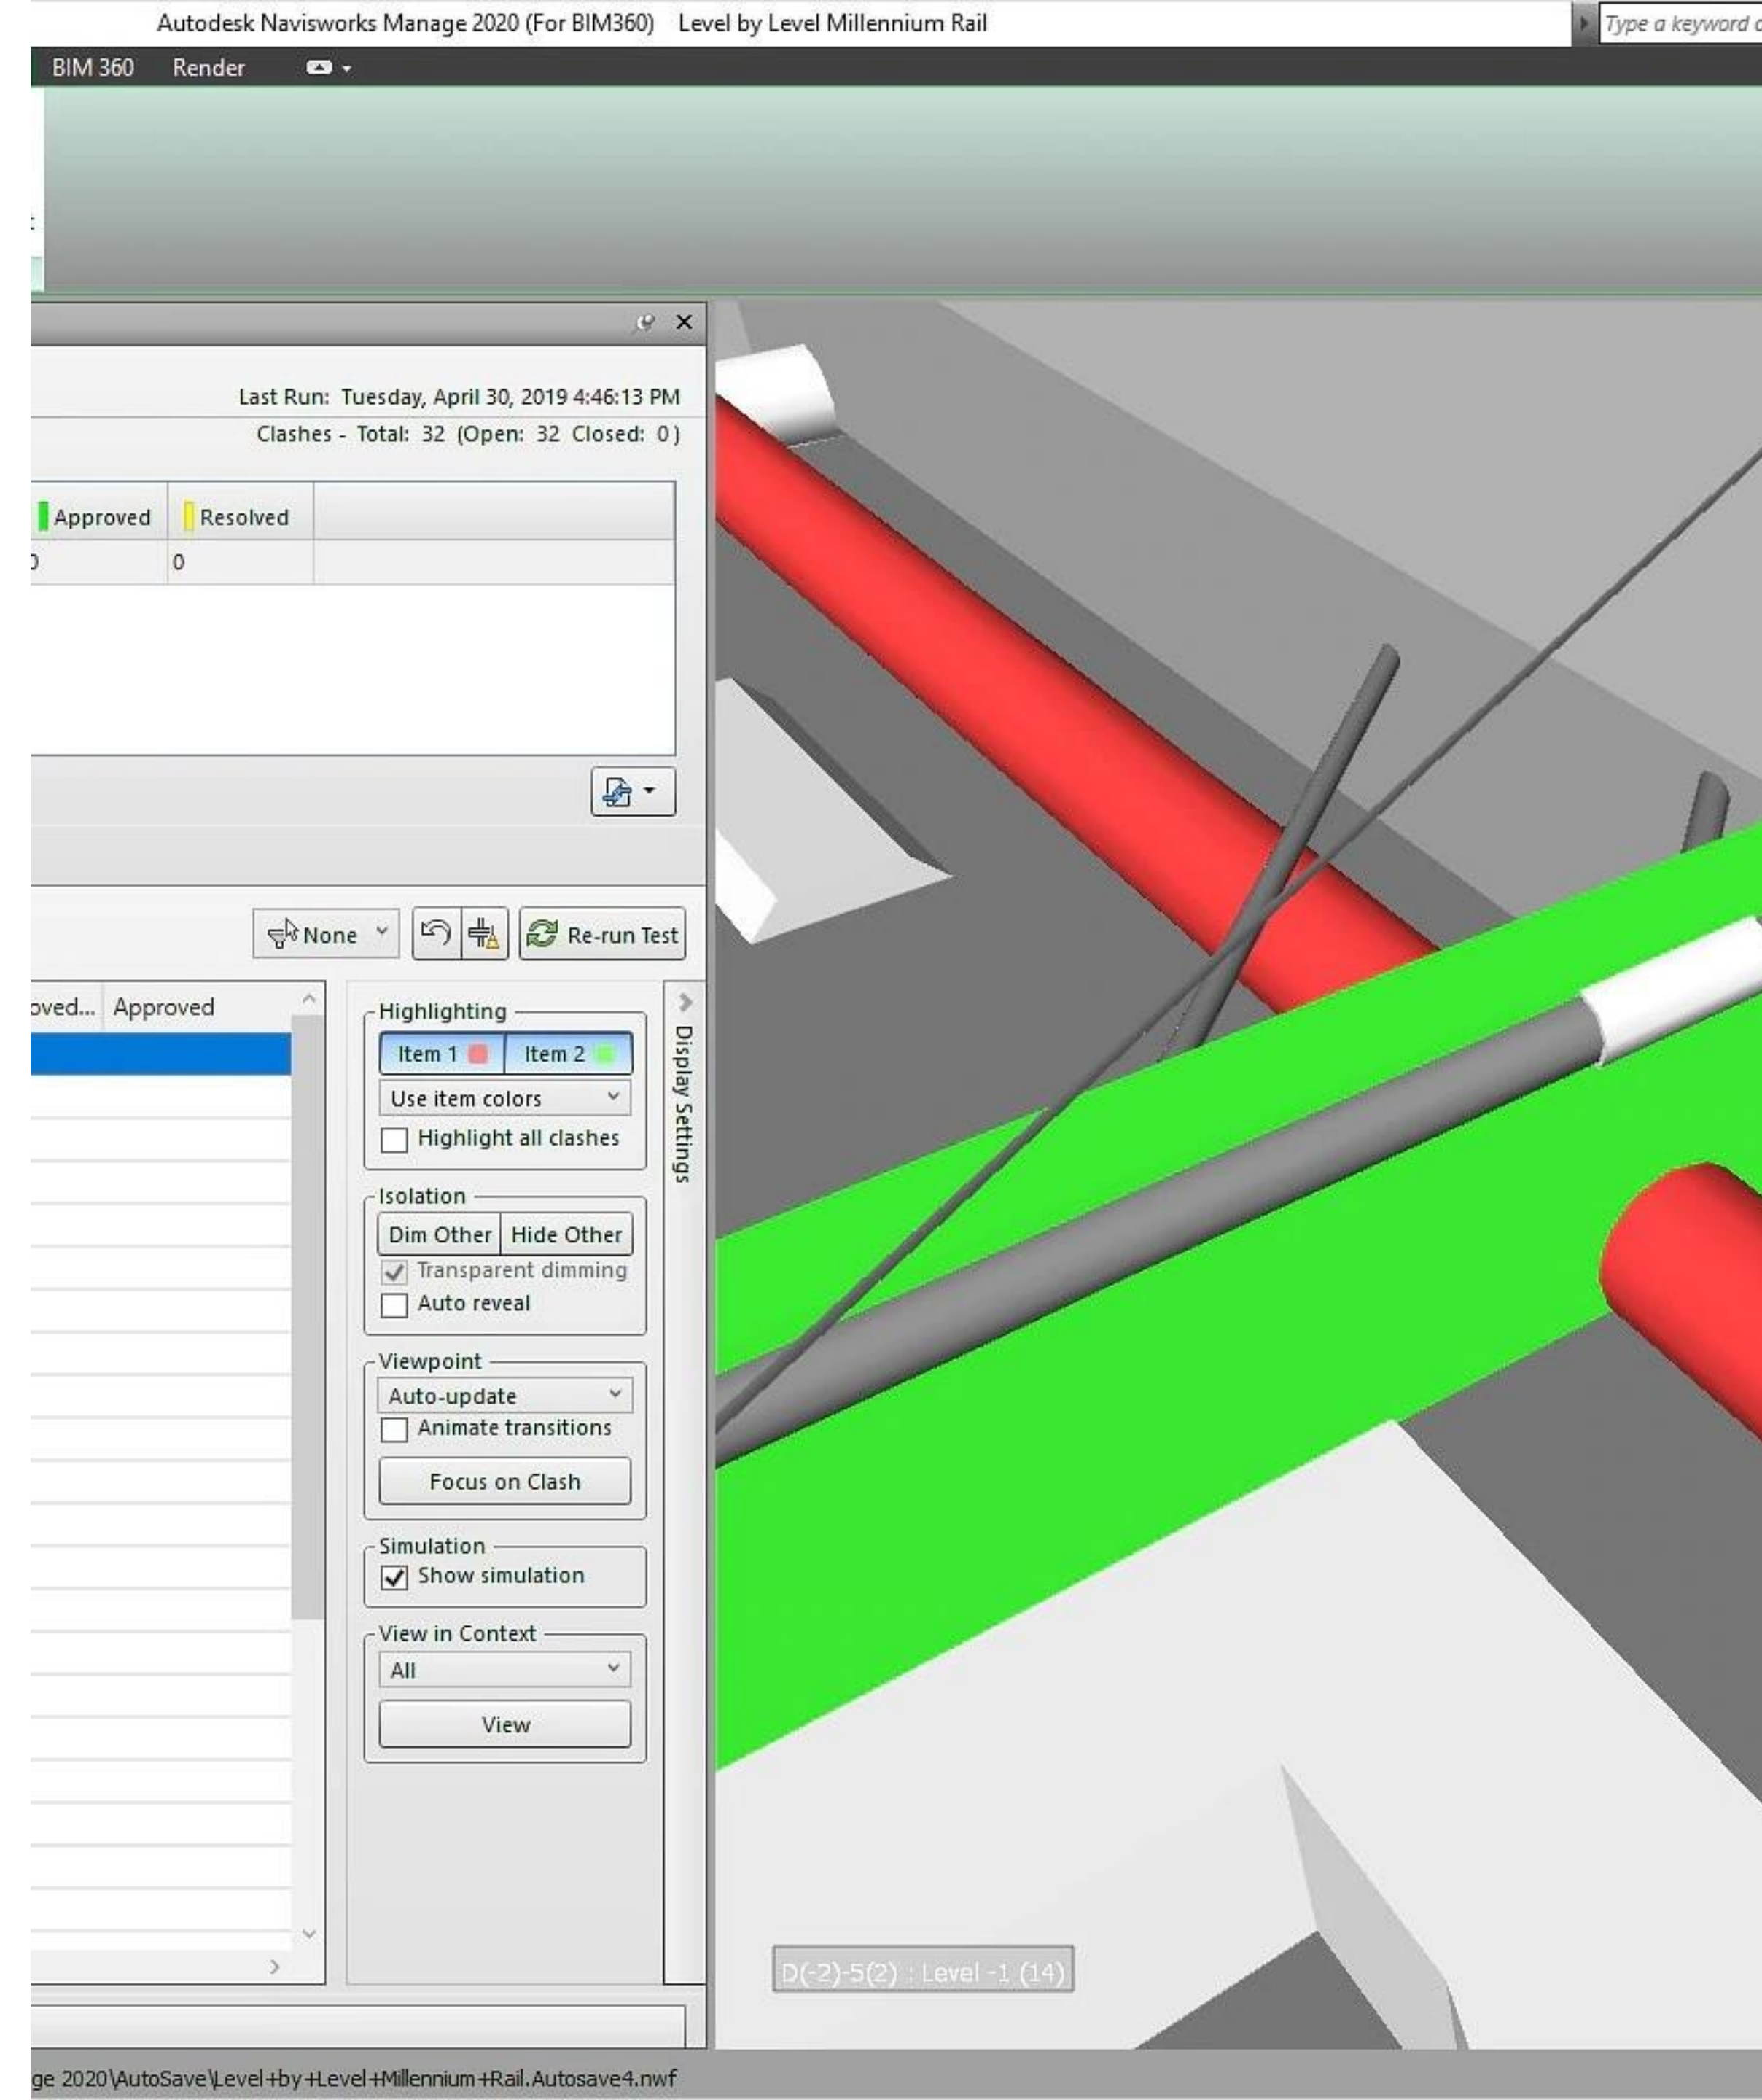 Autodesk Navisworks Manage 2020 (For BIM360) Level by Level Millennium Rail
Type a keyword o
BIM 360 Render
Last Run: Tuesday, April 30, 2019 4:46:13 PM
Clashes - Total: 32 (Open: 32 Closed: 0)
Approved Resolved
0 0
None Re-run Test
oved... Approved
Highlighting
Item 1 Item 2
Use item colors
Highlight all clashes
Isolation
Dim Other Hide Other
Transparent dimming
Auto reveal
Viewpoint
Auto-update
Animate transitions
Focus on Clash
Simulation
Show simulation
View in Context
All
View
Display Settings
D(-2)-5(2) : Level -1 (14)
ge 2020\AutoSave\Level+by+Level+Millennium+Rail.Autosave4.nwf